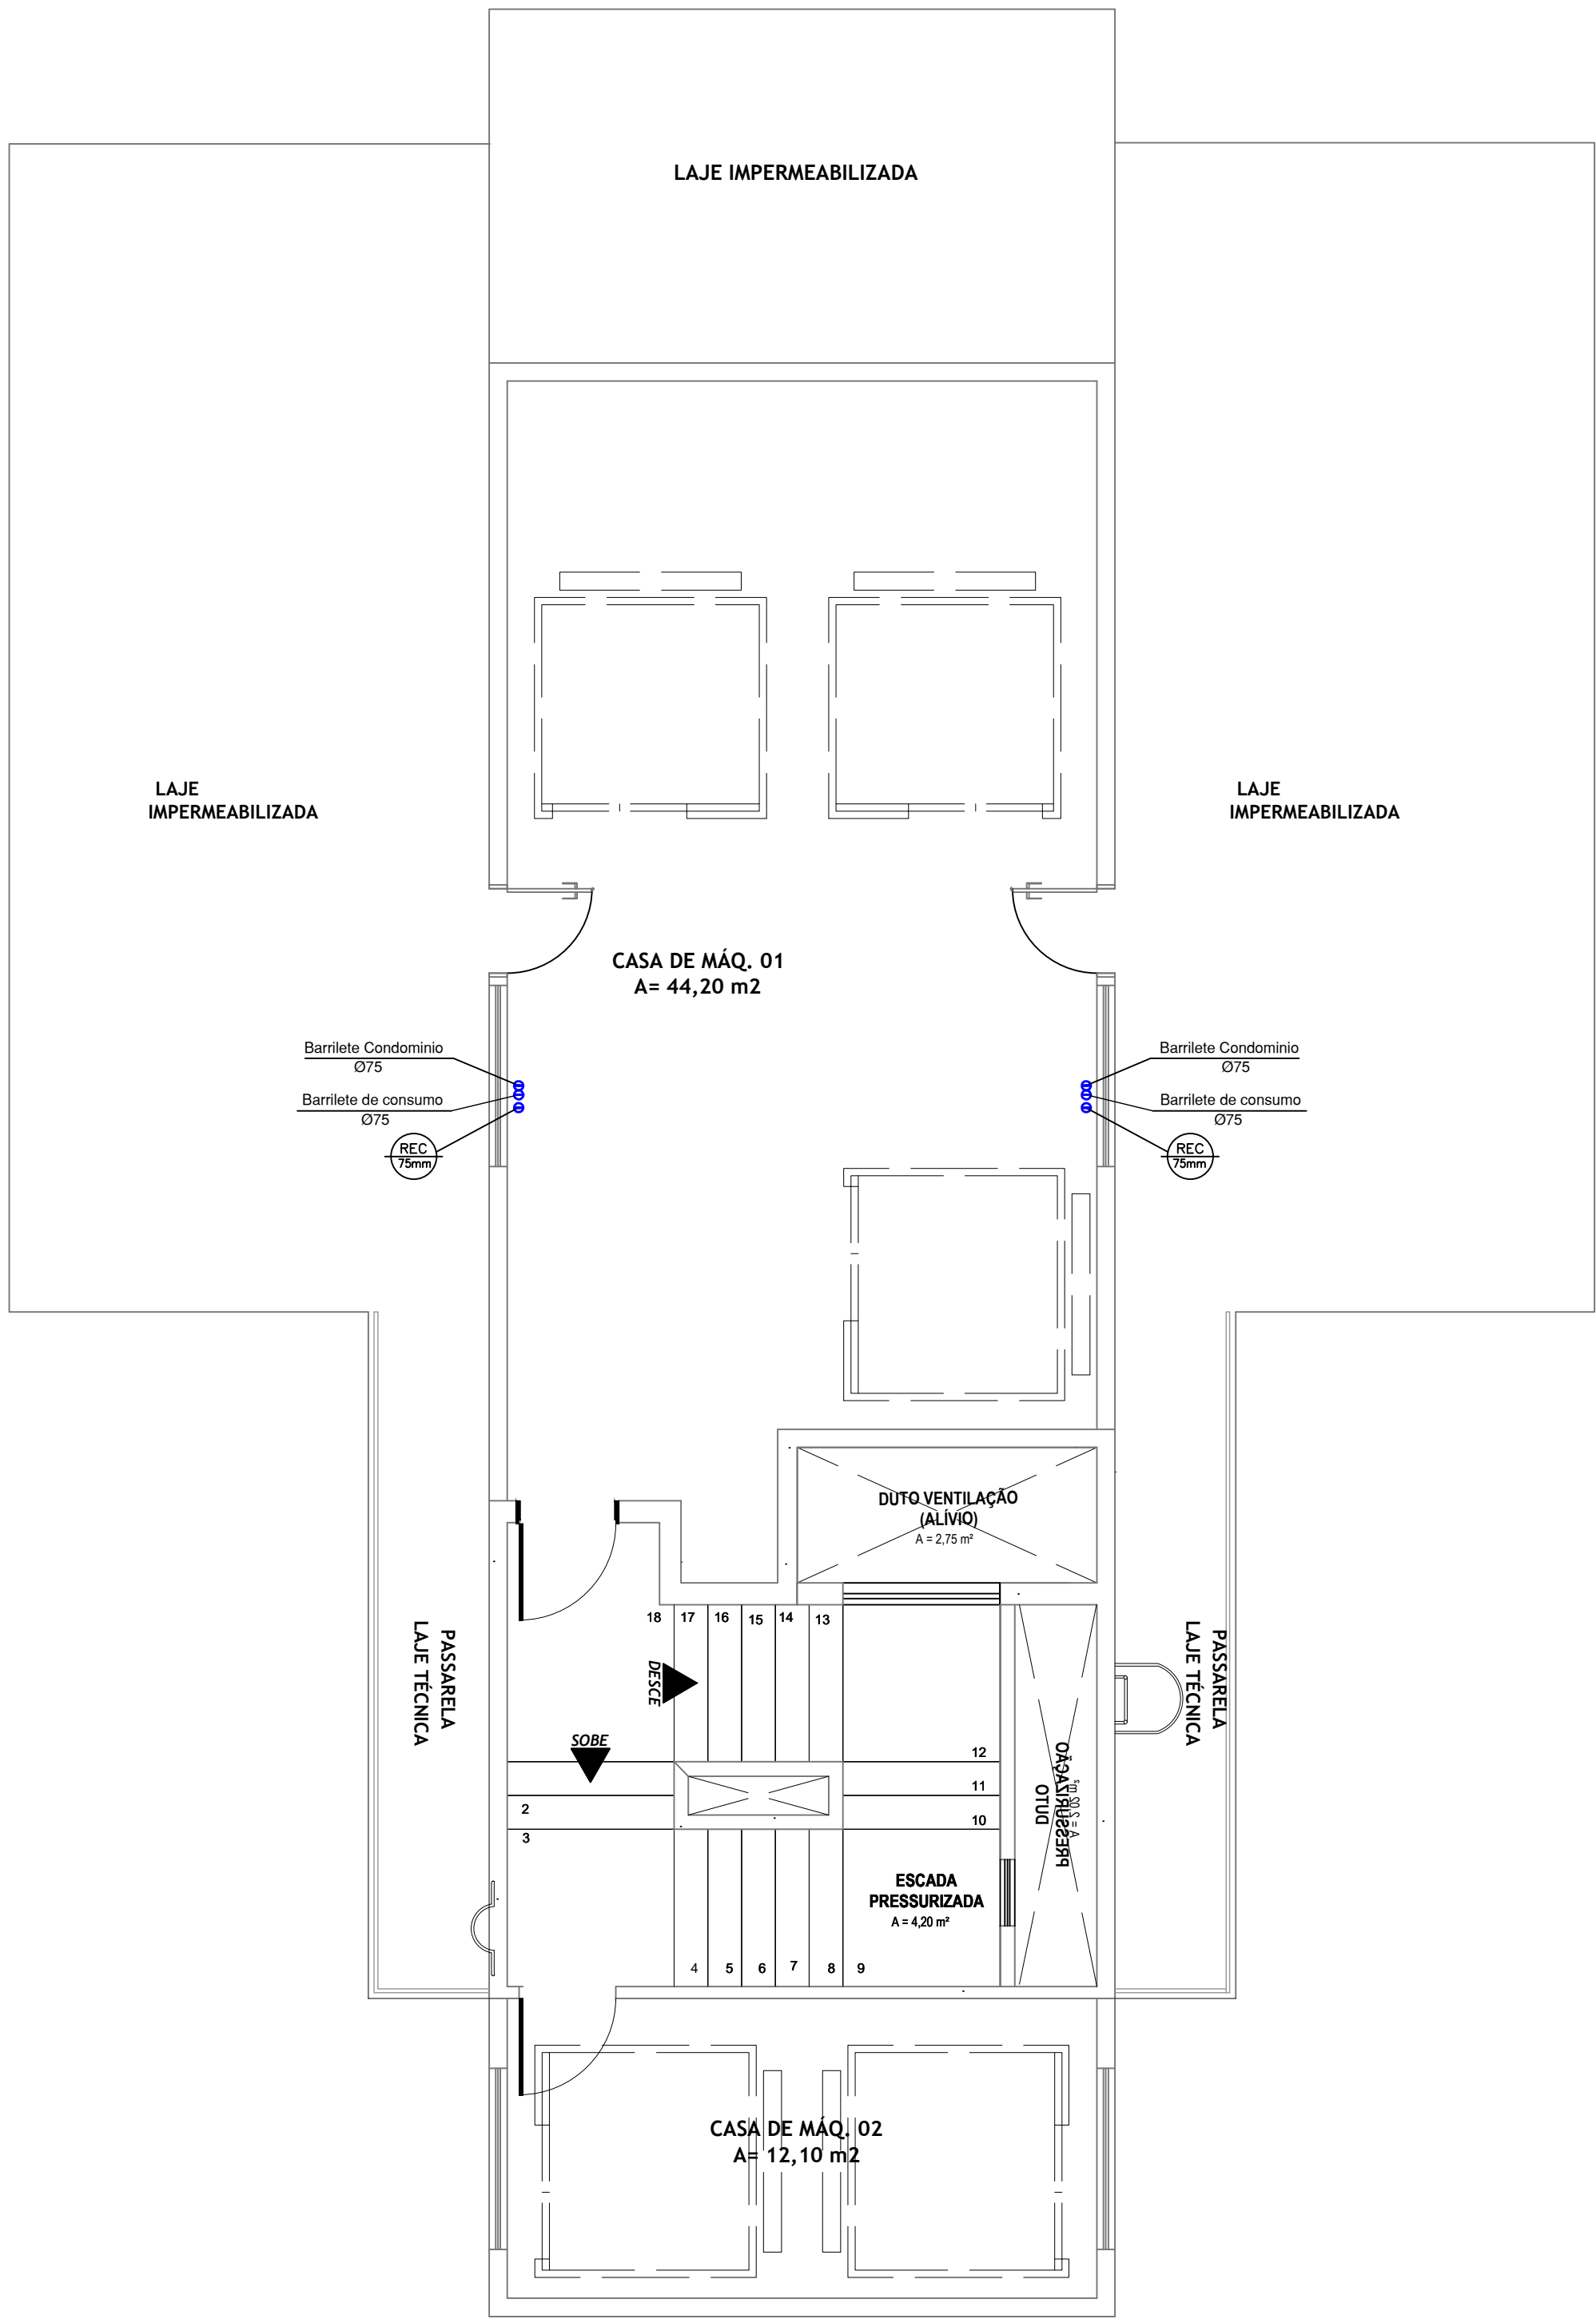 LAJE IMPERMEABILIZADA
LAJE
IMPERMEABILIZADA
LAJE
IMPERMEABILIZADA
CASA DE MÁQ. 01
A= 44,20 m2
Barrilete Condominio
Ø75
Barrilete de consumo
Ø75
REC
75mm
Barrilete Condominio
Ø75
Barrilete de consumo
Ø75
REC
75mm
DUTO VENTILAÇÃO
(ALÍVIO)
A = 2,75 m²
18 17 16 15 14 13
DESCE
SOBE
PASSARELA
LAJE TÉCNICA
PASSARELA
LAJE TÉCNICA
12
11
10
2
3
DUTO
PRESSURIZAÇÃO
A = 2,20 m²
ESCADA
PRESSURIZADA
A = 4,20 m²
4 5 6 7 8 9
CASA DE MÁQ. 02
A= 12,10 m2